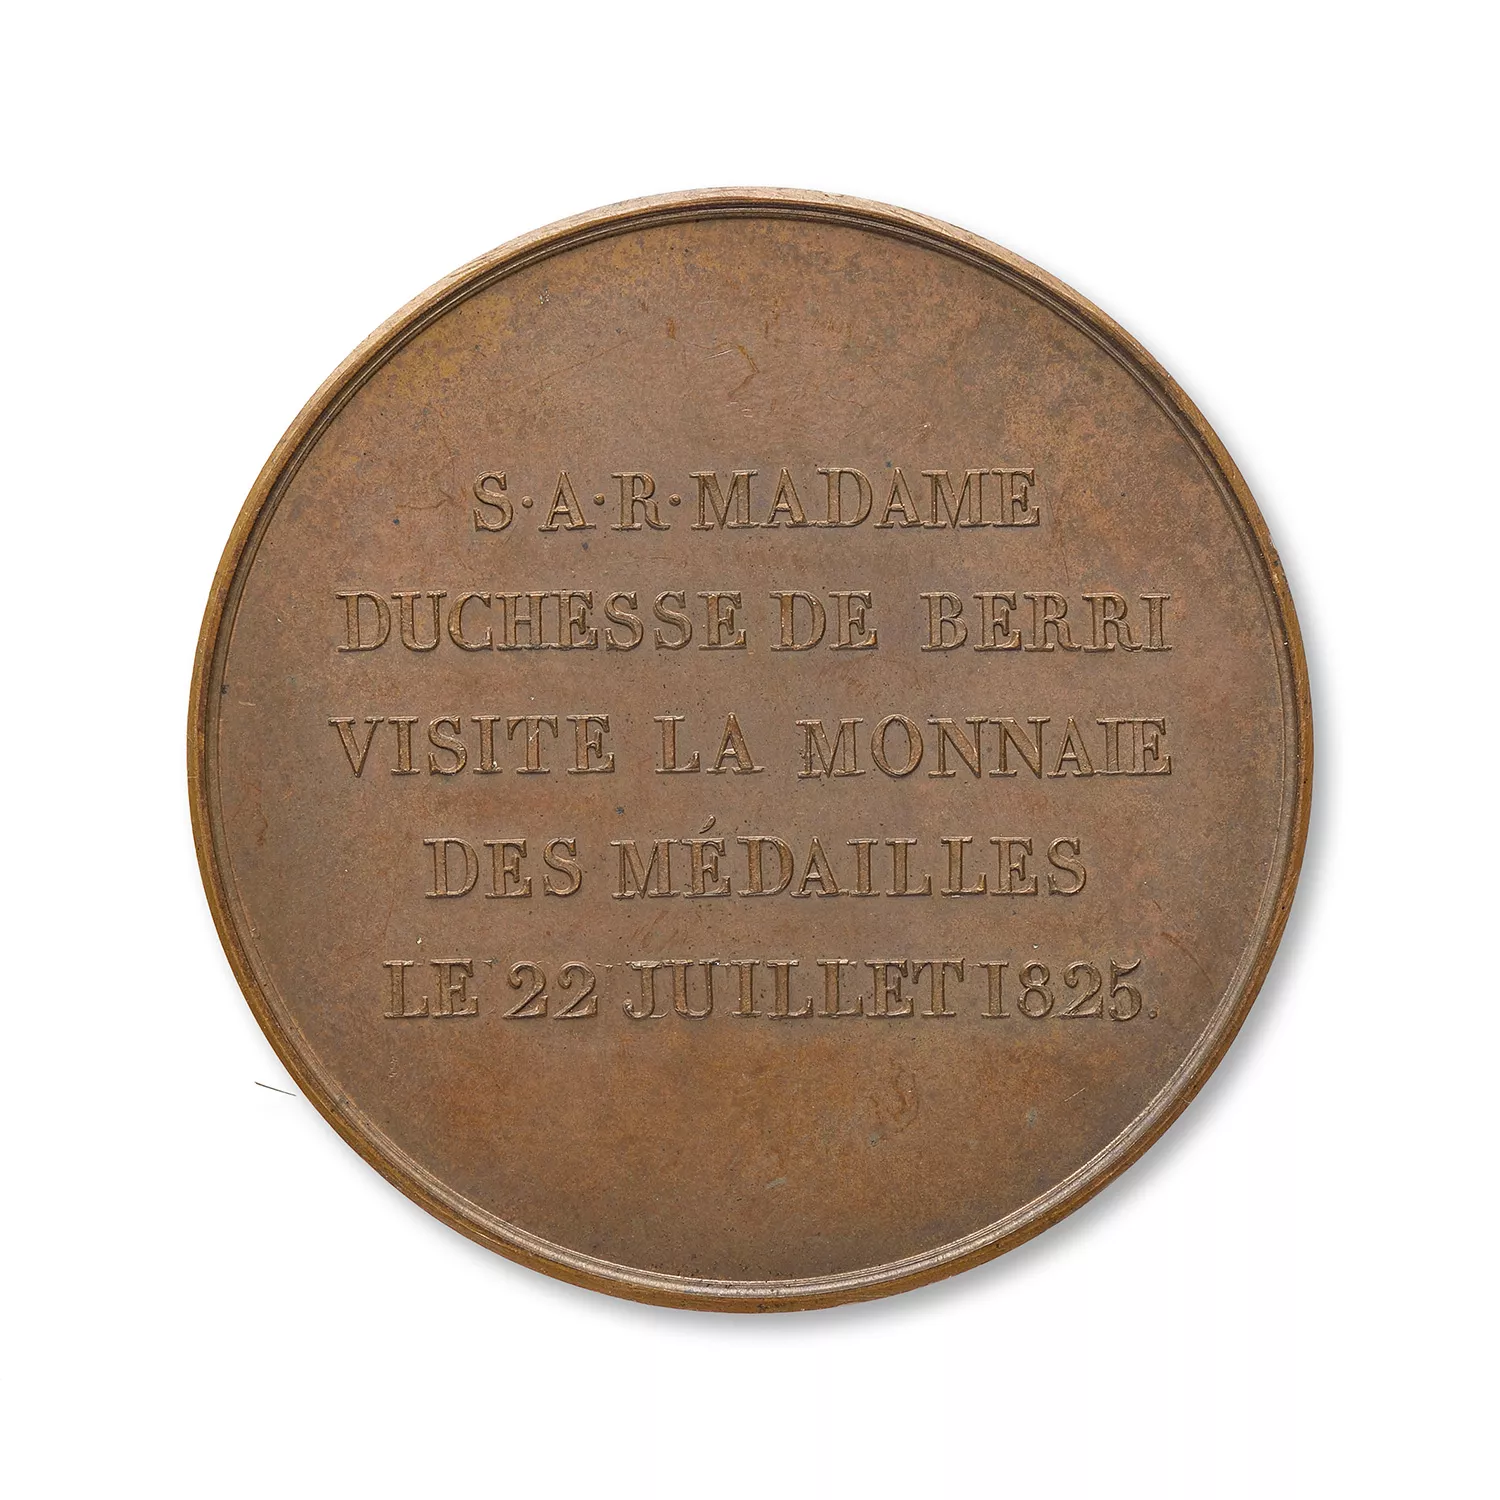 S·A·R·MADAME
DUCHESSE DE BERRI
VISITE LA MONNAIE
DES MÉDAILLES
LE 22 JUILLET 1825.